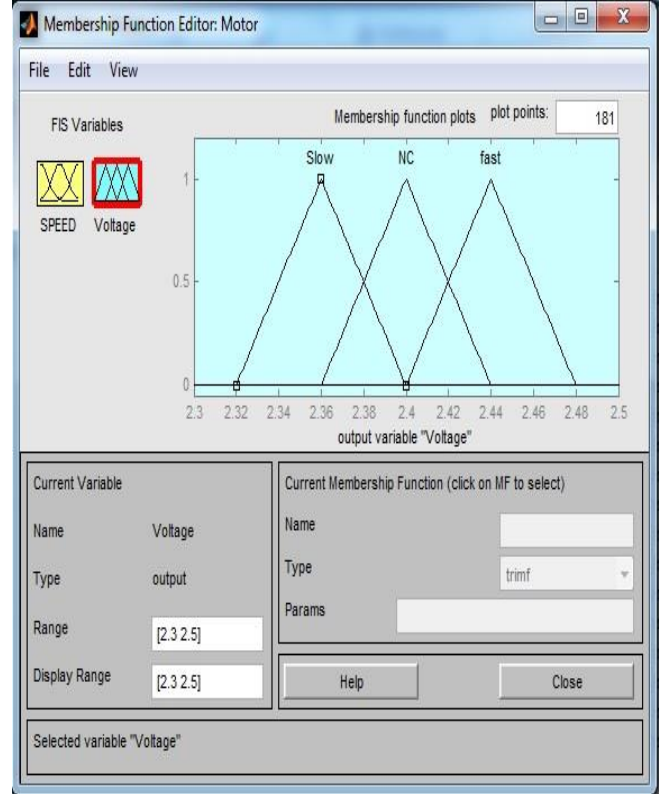 Membership Function Editor: Motor
File Edit View
FIS Variables
Membership function plots plot points: 181
SPEED Voltage
Slow NC fast
1
0.5
0
2.3 2.32 2.34 2.36 2.38 2.4 2.42 2.44 2.46 2.48 2.5
output variable "Voltage"
Current Variable
Name Voltage
Type output
Range [2.3 2.5]
Display Range [2.3 2.5]
Current Membership Function (click on MF to select)
Name
Type trimf
Params
Help Close
Selected variable "Voltage"